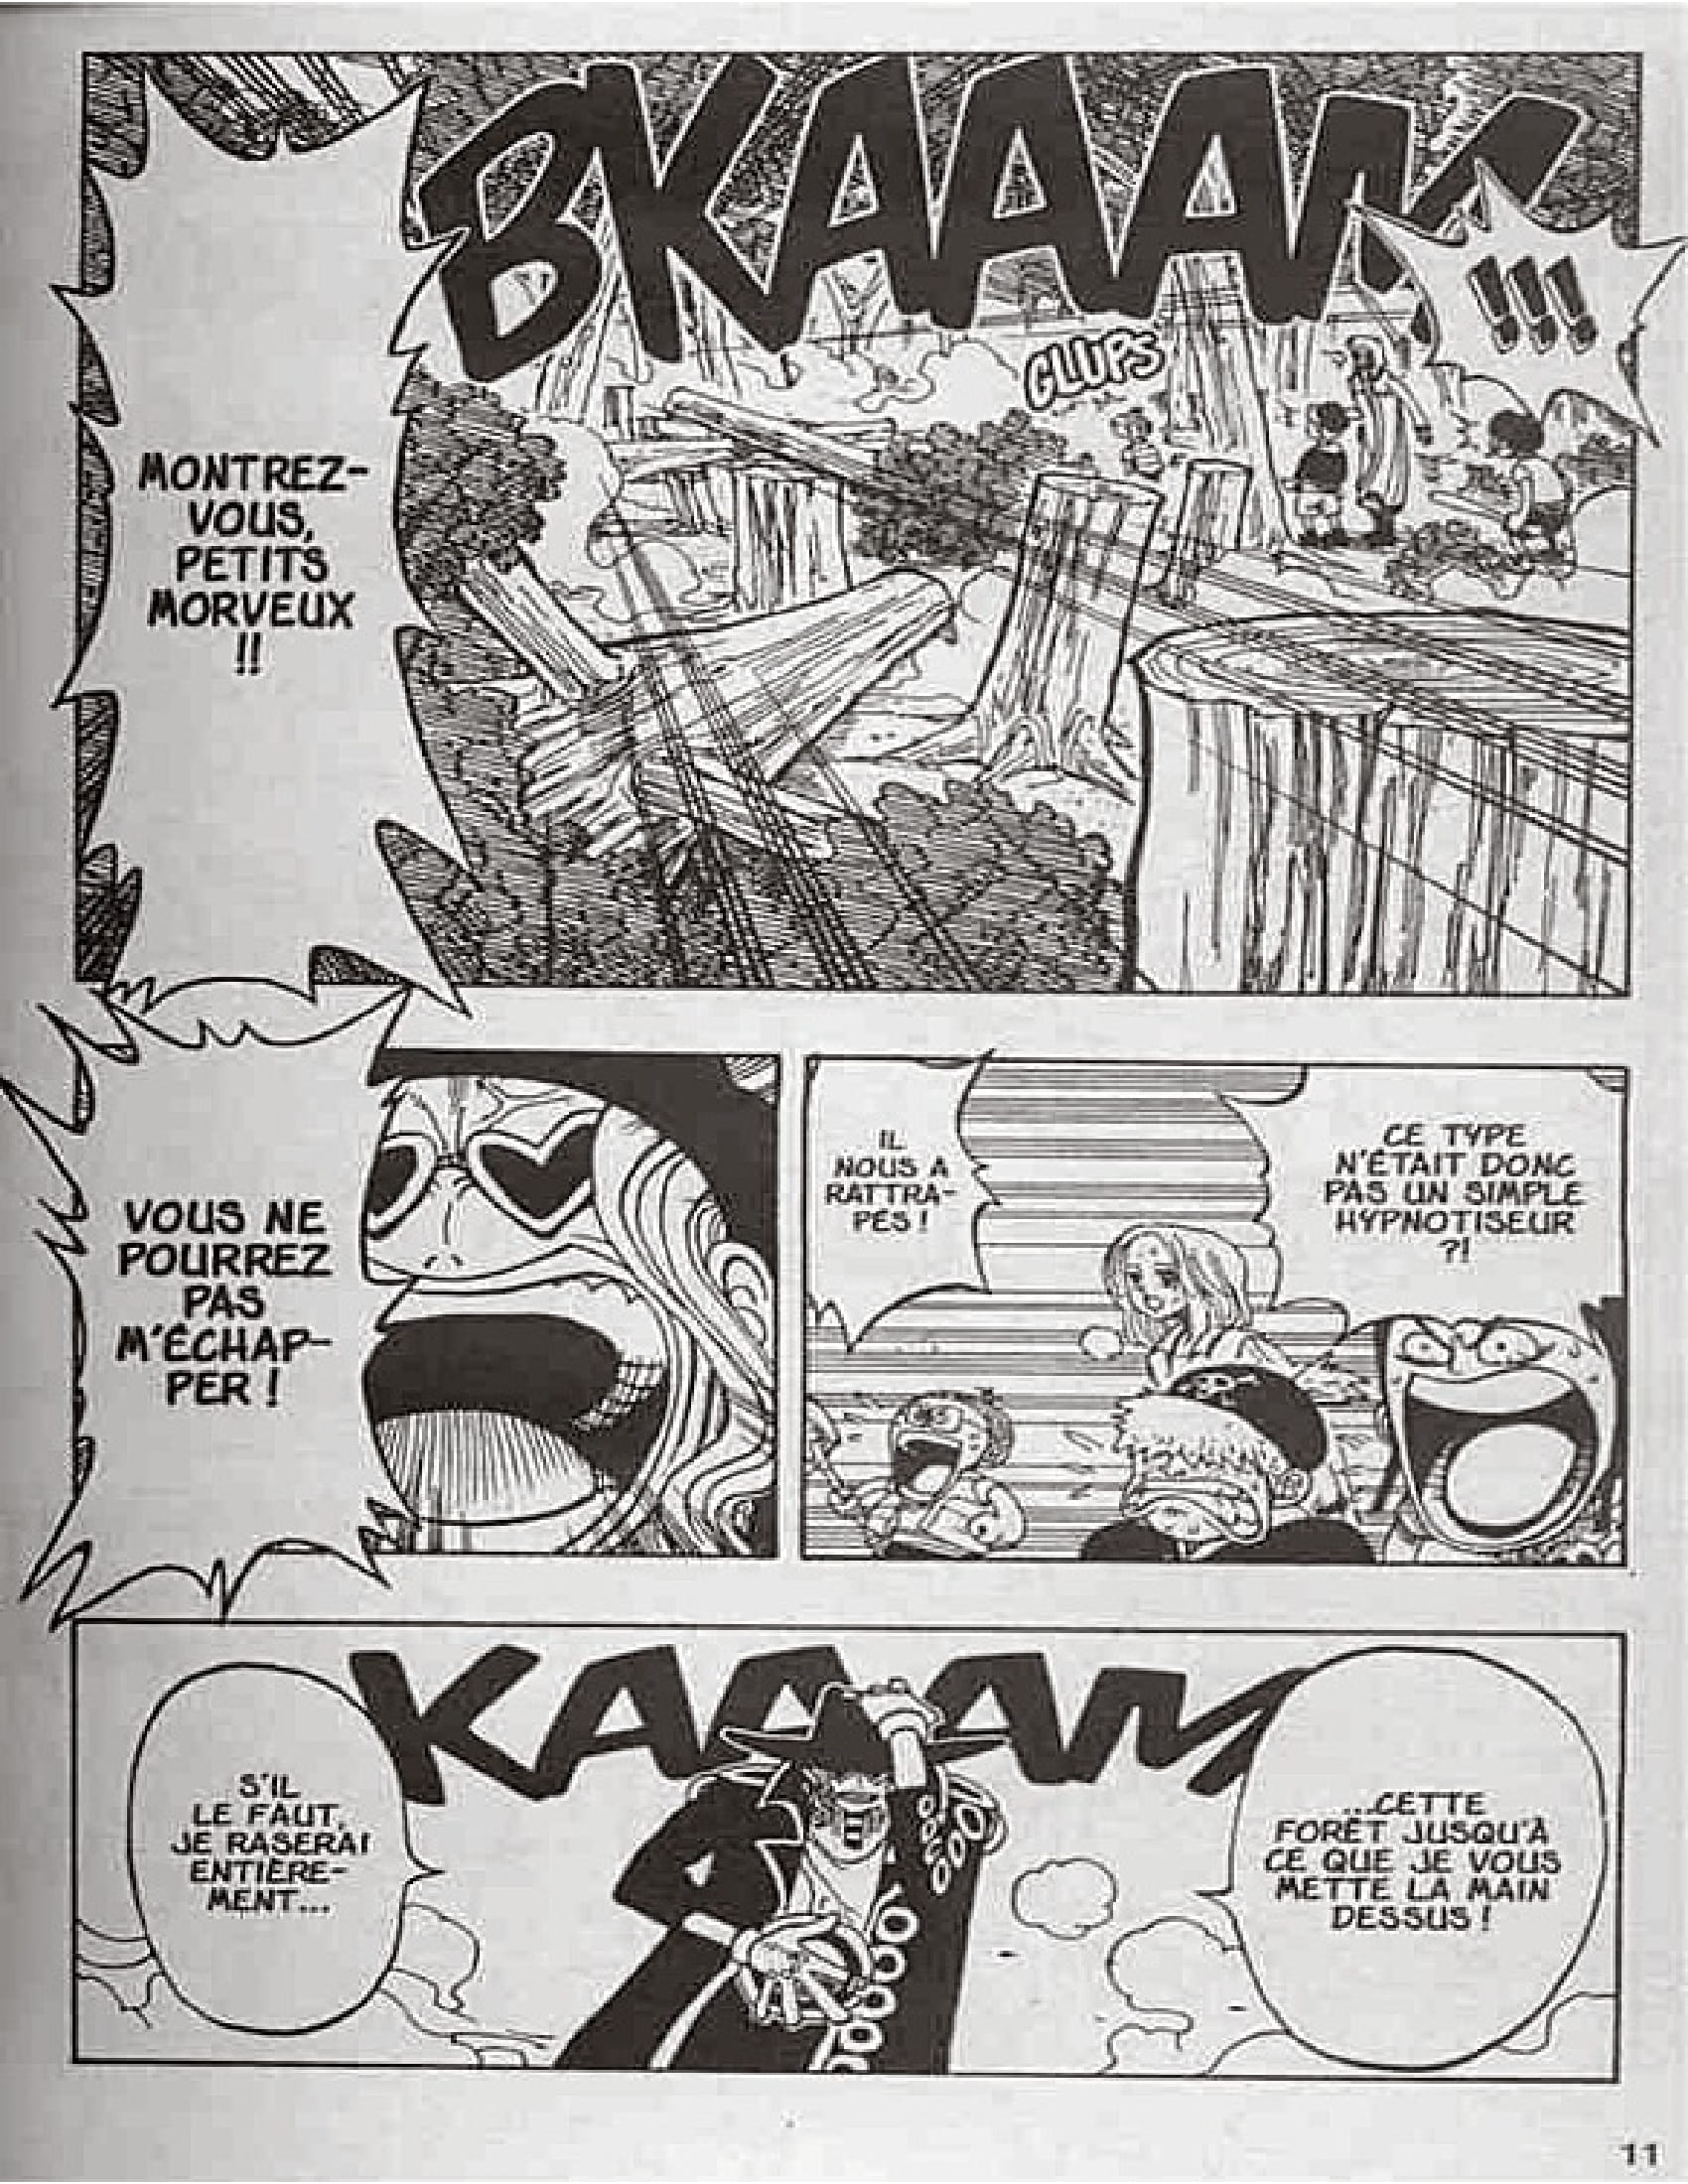 BKAAAM
!!!
GLUPS
MONTREZ-
VOUS,
PETITS
MORVEUX
!!
VOUS NE
POURREZ
PAS
M'ÉCHAP-
PER !
IL
NOUS A
RATTRA-
PÉS !
CE TYPE
N'ÉTAIT DONC
PAS UN SIMPLE
HYPNOTISEUR
?!
KAAAAM
S'IL
LE FAUT,
JE RASERAI
ENTIÈRE-
MENT...
...CETTE
FORÊT JUSQU'À
CE QUE JE VOUS
METTE LA MAIN
DESSUS !
11